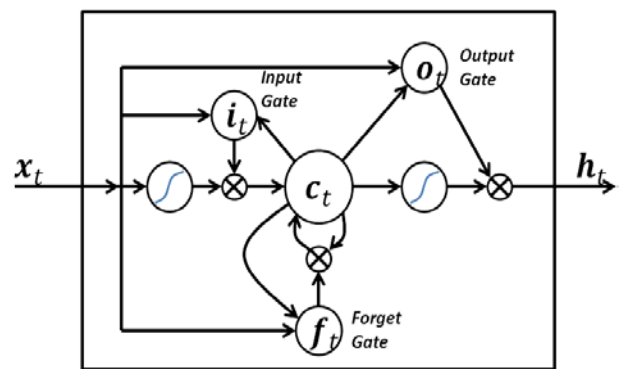 Input
Gate
Output
Gate
o_t
i_t
x_t
c_t
h_t
f_t
Forget
Gate